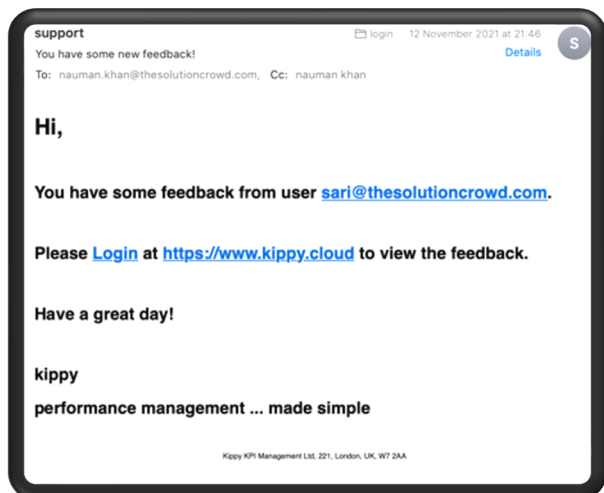 support
login 12 November 2021 at 21:46
S
You have some new feedback!
Details
To: nauman.khan@thesolutioncrowd.com, Cc: nauman khan
Hi,
You have some feedback from user sari@thesolutioncrowd.com.
Please Login at https://www.kippy.cloud to view the feedback.
Have a great day!
kippy
performance management ... made simple
Kippy KPI Management Ltd, 221, London, UK, W7 2AA